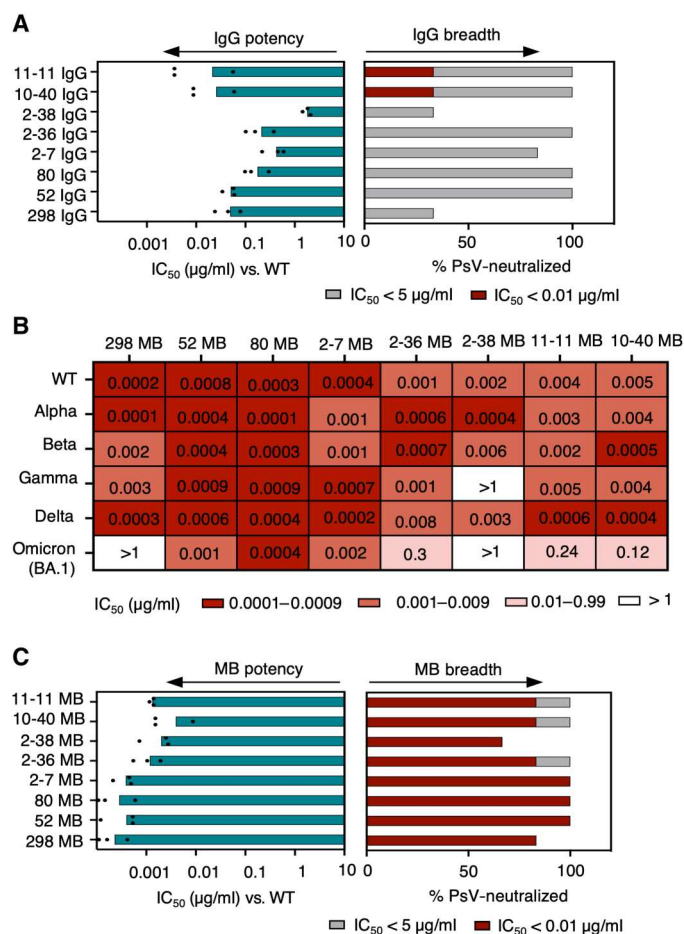 A
IgG potency
IgG breadth
11-11 IgG
10-40 IgG
2-38 IgG
2-36 IgG
2-7 IgG
80 IgG
52 IgG
298 IgG
0.001 0.01 0.1 1 10 0 50 100
IC50 (µg/ml) vs. WT
% PsV-neutralized
IC50 < 5 µg/ml IC50 < 0.01 µg/ml
B
298 MB 52 MB 80 MB 2-7 MB 2-36 MB 2-38 MB 11-11 MB 10-40 MB
WT 0.0002 0.0008 0.0003 0.0004 0.001 0.002 0.004 0.005
Alpha 0.0001 0.0004 0.0001 0.001 0.0006 0.0004 0.003 0.004
Beta 0.002 0.0004 0.0003 0.001 0.0007 0.006 0.002 0.0005
Gamma 0.003 0.0009 0.0009 0.0007 0.001 >1 0.005 0.004
Delta 0.0003 0.0006 0.0004 0.0002 0.008 0.003 0.0006 0.0004
Omicron (BA.1) >1 0.001 0.0004 0.002 0.3 >1 0.24 0.12
IC50 (µg/ml) 0.0001–0.0009 0.001–0.009 0.01–0.99 > 1
C
MB potency
MB breadth
11-11 MB
10-40 MB
2-38 MB
2-36 MB
2-7 MB
80 MB
52 MB
298 MB
0.001 0.01 0.1 1 10 0 50 100
IC50 (µg/ml) vs. WT
% PsV-neutralized
IC50 < 5 µg/ml IC50 < 0.01 µg/ml